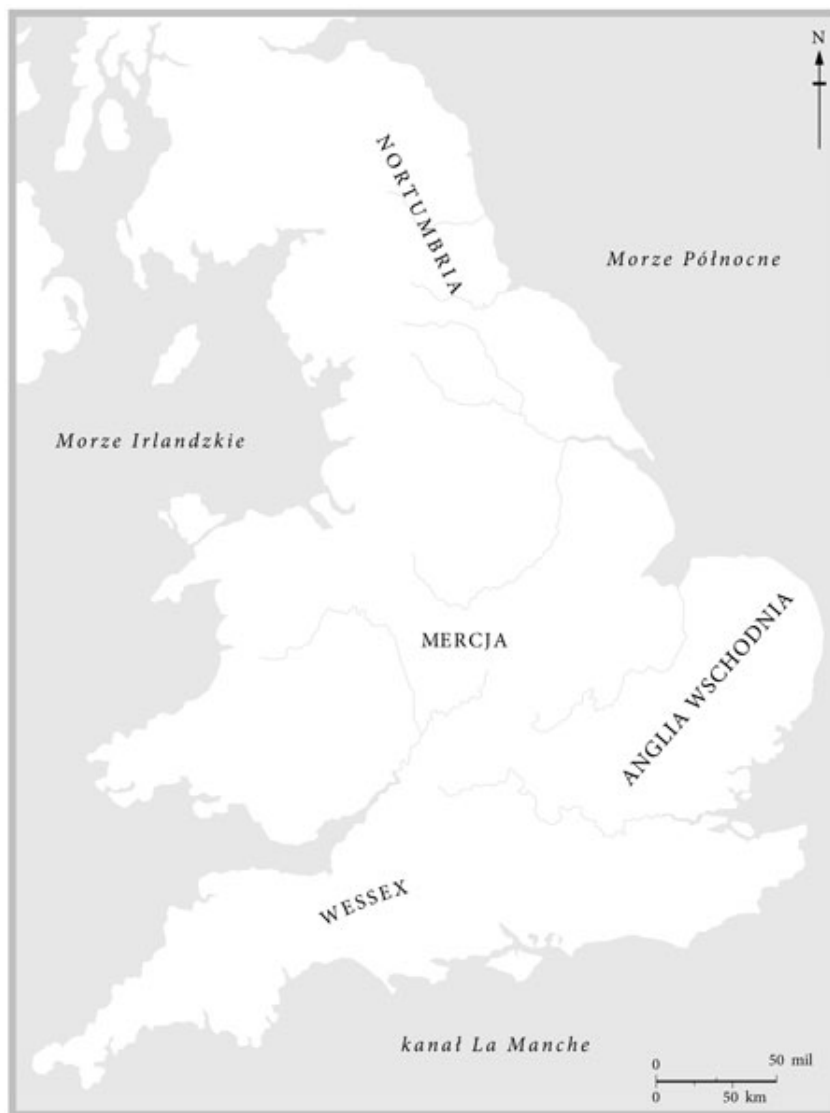 N
NORTUMBRIA
Morze Północne
Morze Irlandzkie
MERCJA
ANGLIA WSCHODNIA
WESSEX
kanał La Manche
0 50 mil
0 50 km